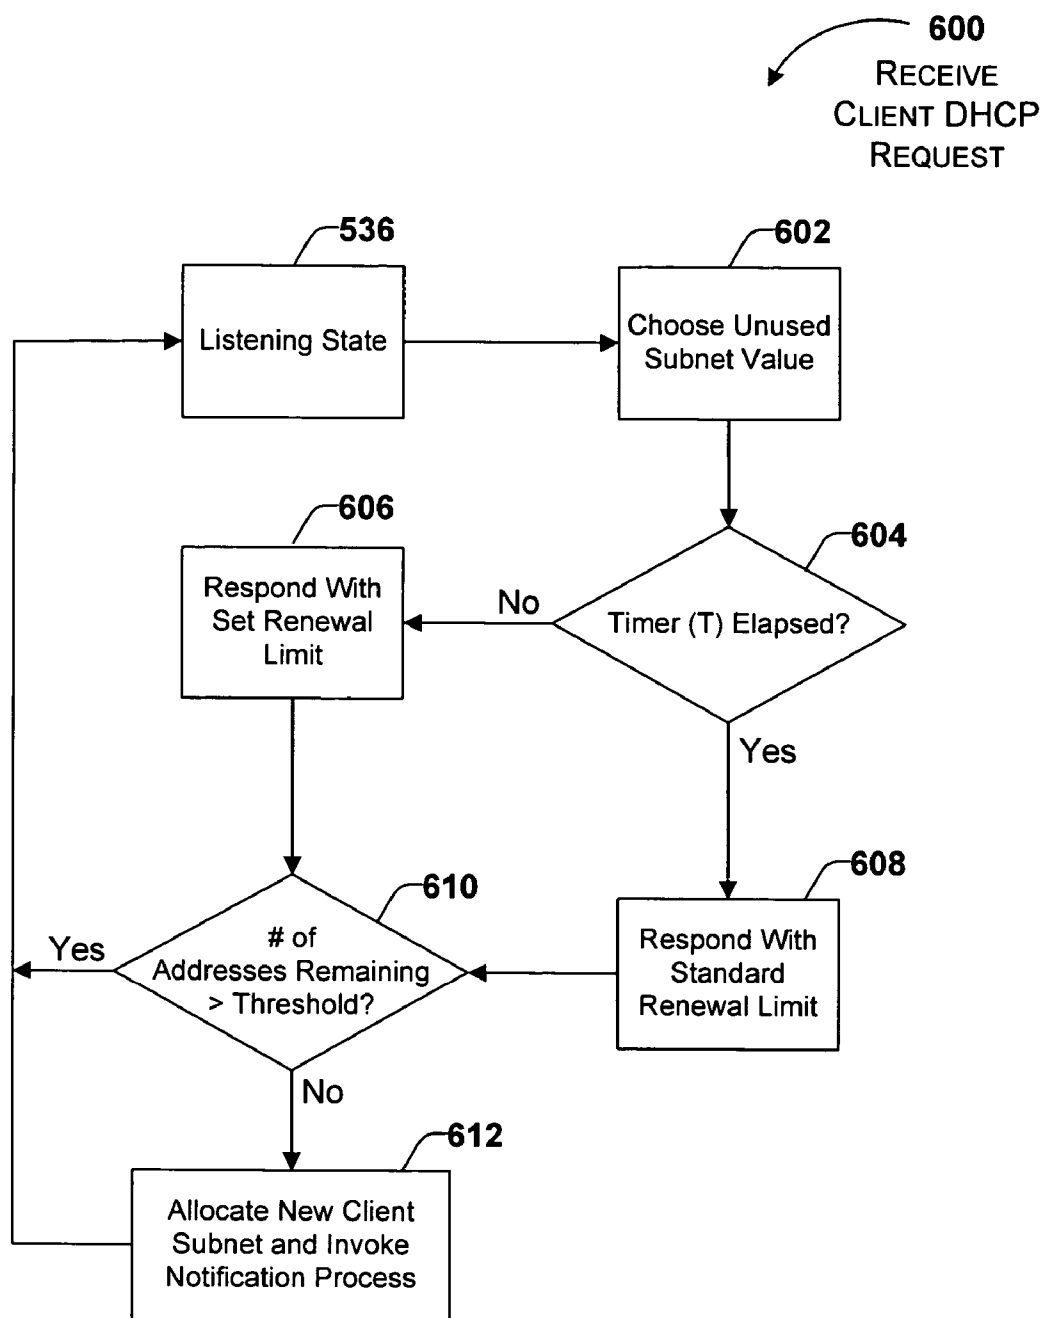 600
RECEIVE
CLIENT DHCP
REQUEST
536
Listening State
602
Choose Unused
Subnet Value
604
Timer (T) Elapsed?
No
Yes
606
Respond With
Set Renewal
Limit
608
Respond With
Standard
Renewal Limit
610
# of
Addresses Remaining
> Threshold?
Yes
No
612
Allocate New Client
Subnet and Invoke
Notification Process